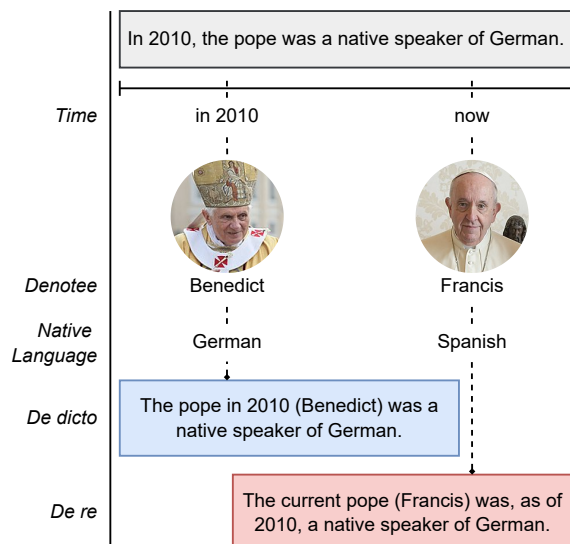 In 2010, the pope was a native speaker of German.
Time
in 2010
now
Denotee
Benedict
Francis
Native
Language
German
Spanish
De dicto
The pope in 2010 (Benedict) was a
native speaker of German.
De re
The current pope (Francis) was, as of
2010, a native speaker of German.